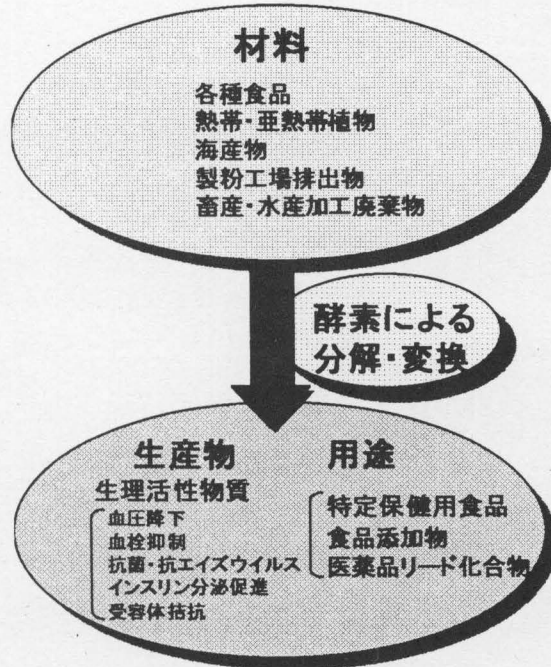 材料
各種食品
熱帯・亜熱帯植物
海産物
製粉工場排出物
畜産・水産加工廃棄物
酵素による
分解・変換
生産物
生理活性物質
血圧降下
血栓抑制
抗菌・抗エイズウイルス
インスリン分泌促進
受容体拮抗
用途
特定保健用食品
食品添加物
医薬品リード化合物